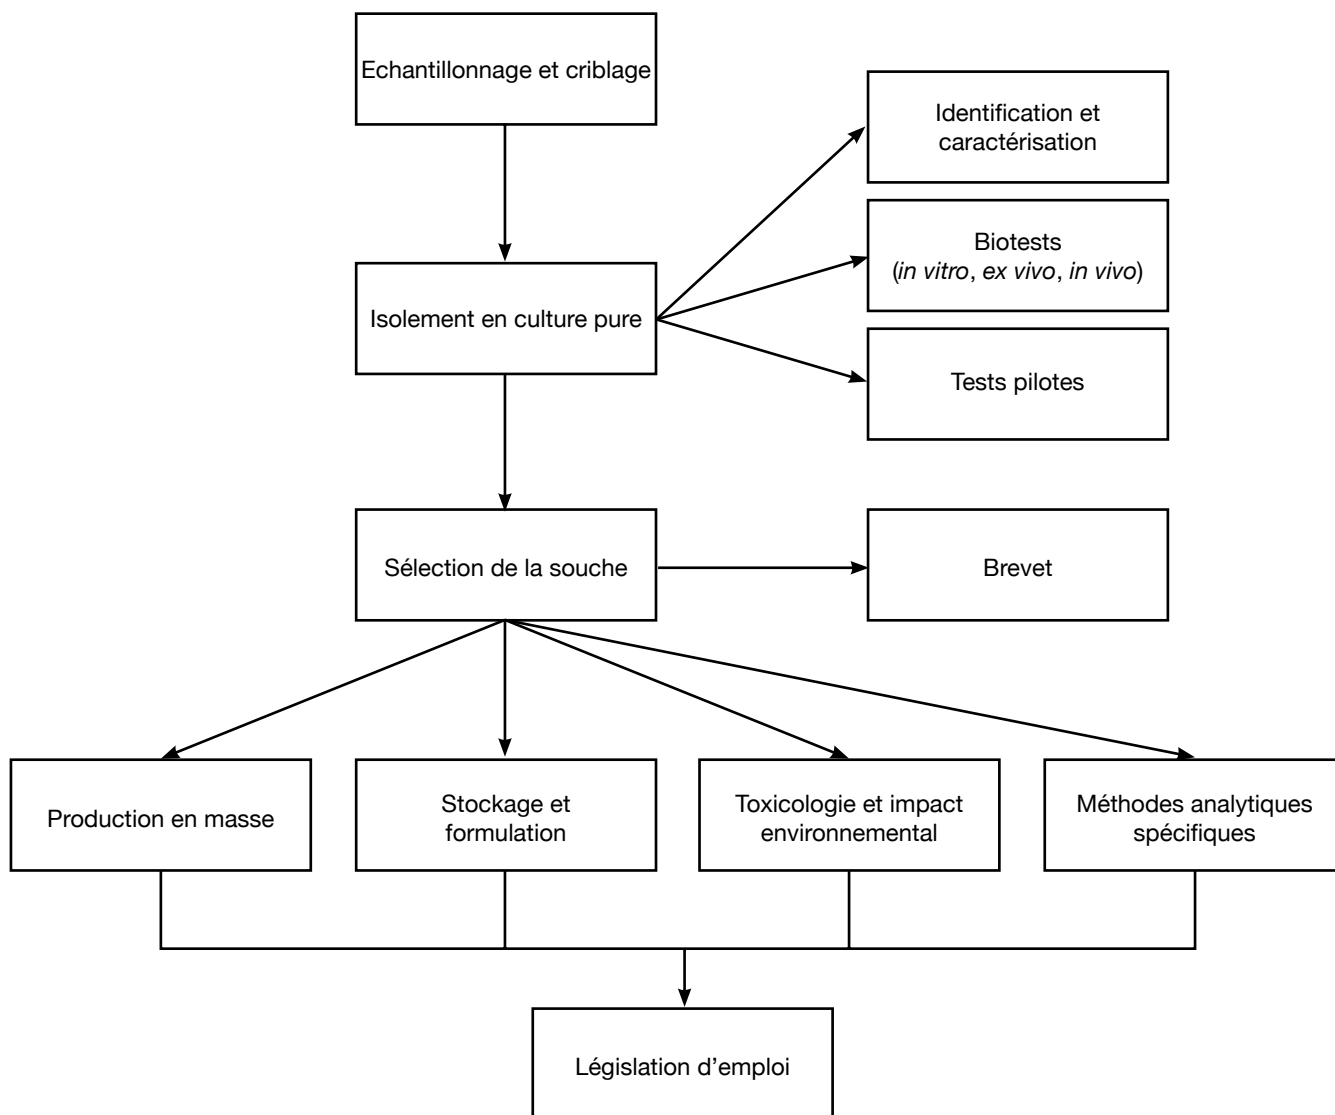 Echantillonnage et criblage
Identification et
caractérisation
Biotests
(in vitro, ex vivo, in vivo)
Isolement en culture pure
Tests pilotes
Sélection de la souche
Brevet
Production en masse
Stockage et
formulation
Toxicologie et impact
environnemental
Méthodes analytiques
spécifiques
Législation d’emploi